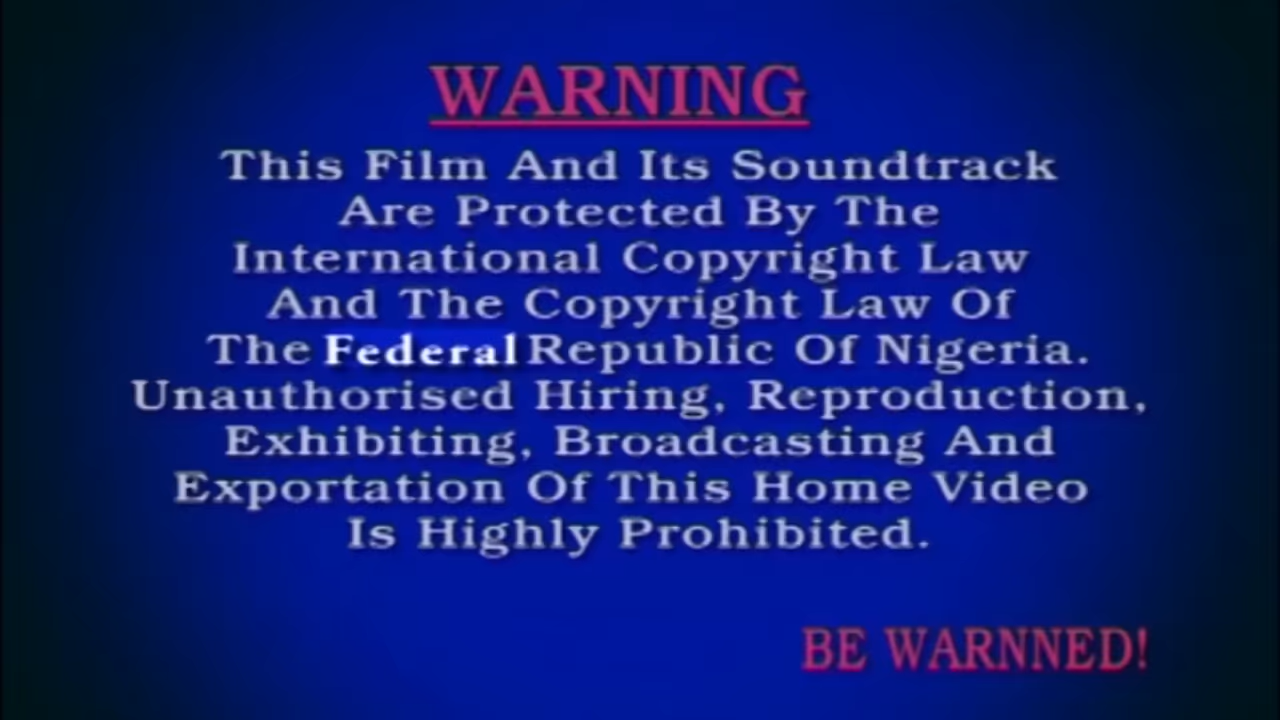 WARNING
This Film And Its Soundtrack
Are Protected By The
International Copyright Law
And The Copyright Law Of
The Federal Republic Of Nigeria.
Unauthorised Hiring, Reproduction,
Exhibiting, Broadcasting And
Exportation Of This Home Video
Is Highly Prohibited.
BE WARNNED!